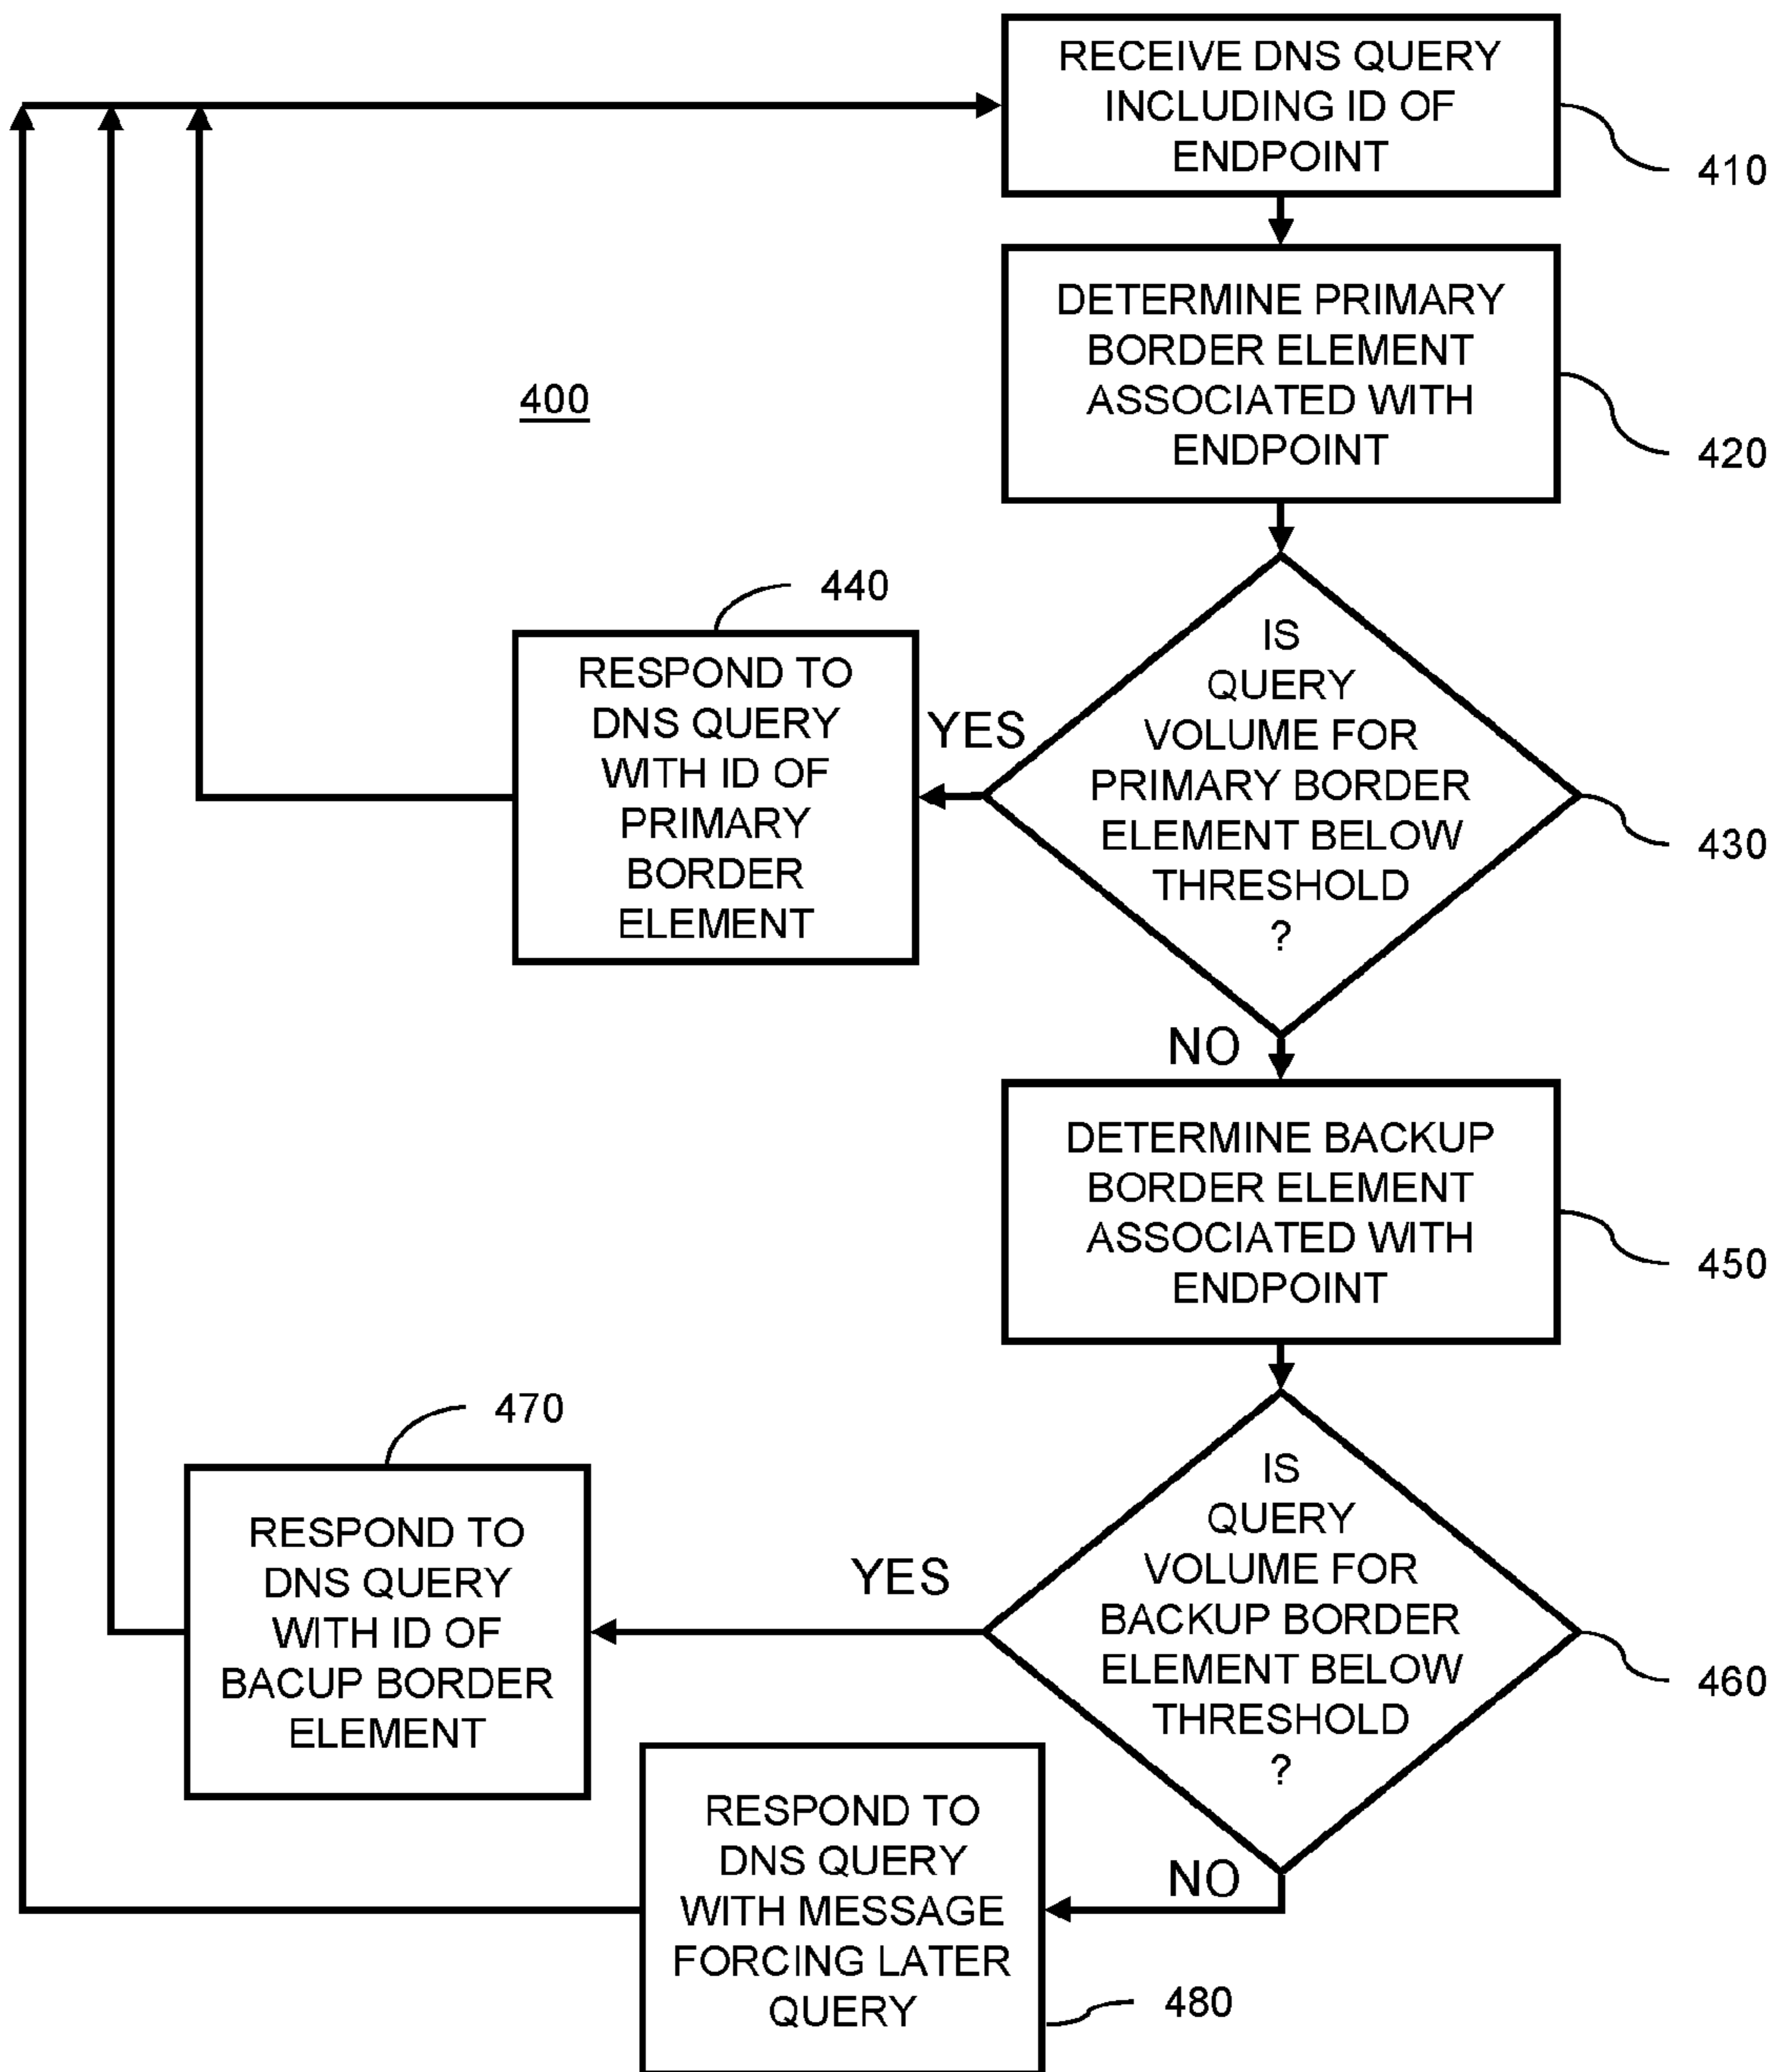 RECEIVE DNS QUERY
INCLUDING ID OF
ENDPOINT
410
DETERMINE PRIMARY
BORDER ELEMENT
ASSOCIATED WITH
ENDPOINT
420
400
IS
QUERY
VOLUME FOR
PRIMARY BORDER
ELEMENT BELOW
THRESHOLD
?
430
YES
440
RESPOND TO
DNS QUERY
WITH ID OF
PRIMARY
BORDER
ELEMENT
NO
DETERMINE BACKUP
BORDER ELEMENT
ASSOCIATED WITH
ENDPOINT
450
IS
QUERY
VOLUME FOR
BACKUP BORDER
ELEMENT BELOW
THRESHOLD
?
460
YES
470
RESPOND TO
DNS QUERY
WITH ID OF
BACUP BORDER
ELEMENT
NO
RESPOND TO
DNS QUERY
WITH MESSAGE
FORCING LATER
QUERY
480